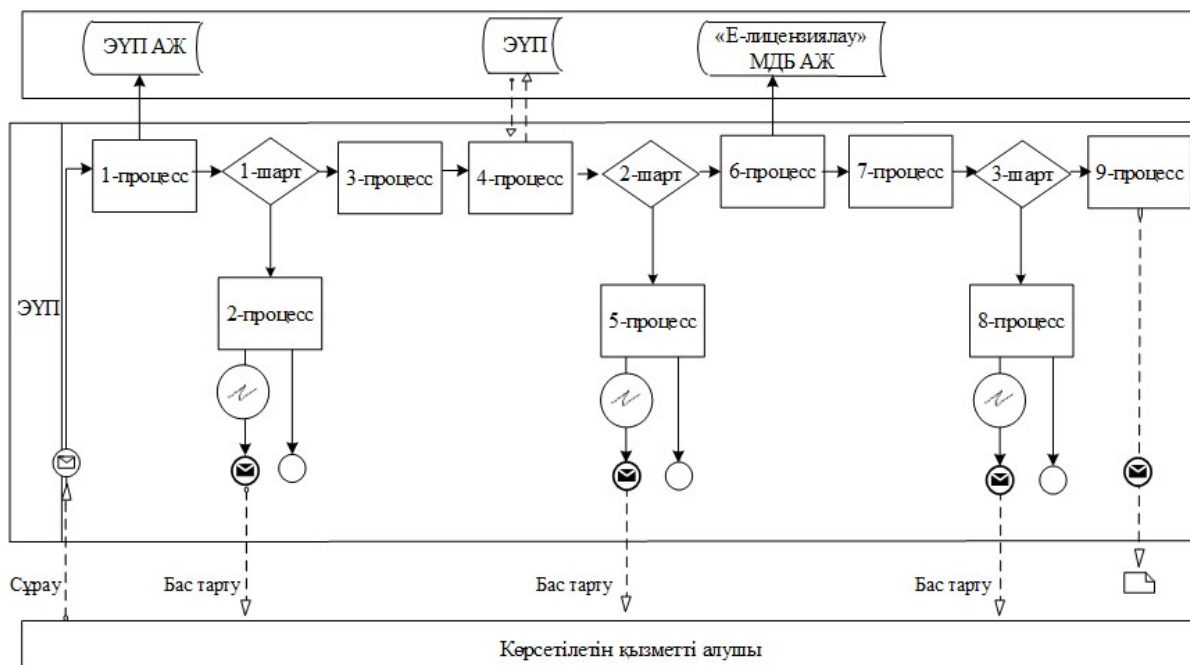 ЭҮП АЖ
ЭҮП
«Е-лицензиялау»
МДБ АЖ
1-процесс
1-шарт
3-процесс
4-процесс
2-шарт
6-процесс
7-процесс
3-шарт
9-процесс
ЭҮП
2-процесс
5-процесс
8-процесс
Сұрау
Бас тарту
Бас тарту
Бас тарту
Көрсетілетін қызметті алушы